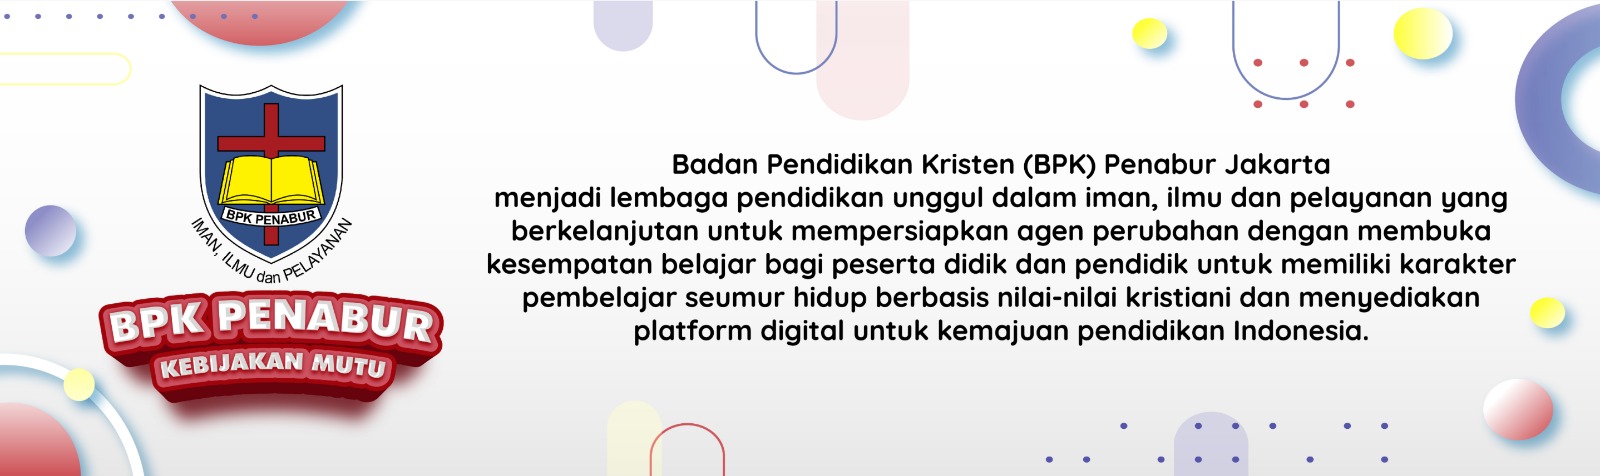 BPK PENABUR
IMAN, ILMU dan PELAYANAN
BPK PENABUR
KEBIJAKAN MUTU
Badan Pendidikan Kristen (BPK) Penabur Jakarta
menjadi lembaga pendidikan unggul dalam iman, ilmu dan pelayanan yang
berkelanjutan untuk mempersiapkan agen perubahan dengan membuka
kesempatan belajar bagi peserta didik dan pendidik untuk memiliki karakter
pembelajar seumur hidup berbasis nilai-nilai kristiani dan menyediakan
platform digital untuk kemajuan pendidikan Indonesia.